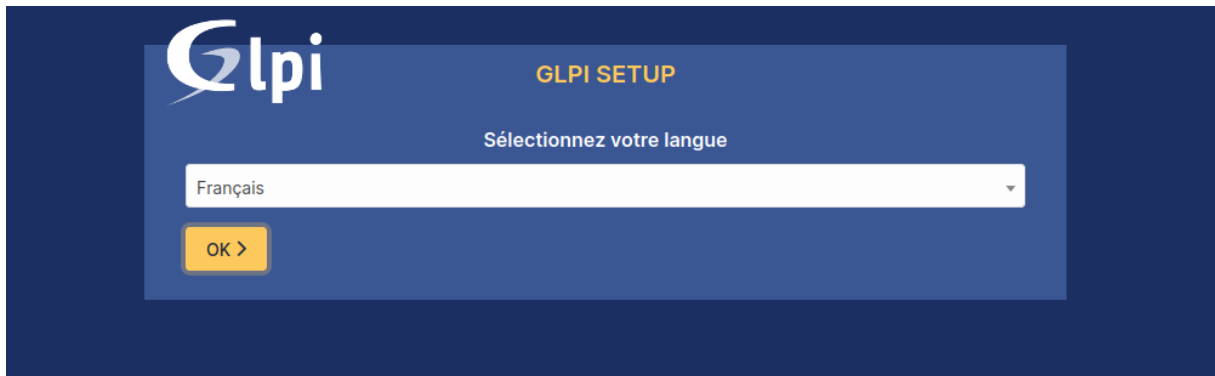 Glpi
GLPI SETUP
Sélectionnez votre langue
Français
OK